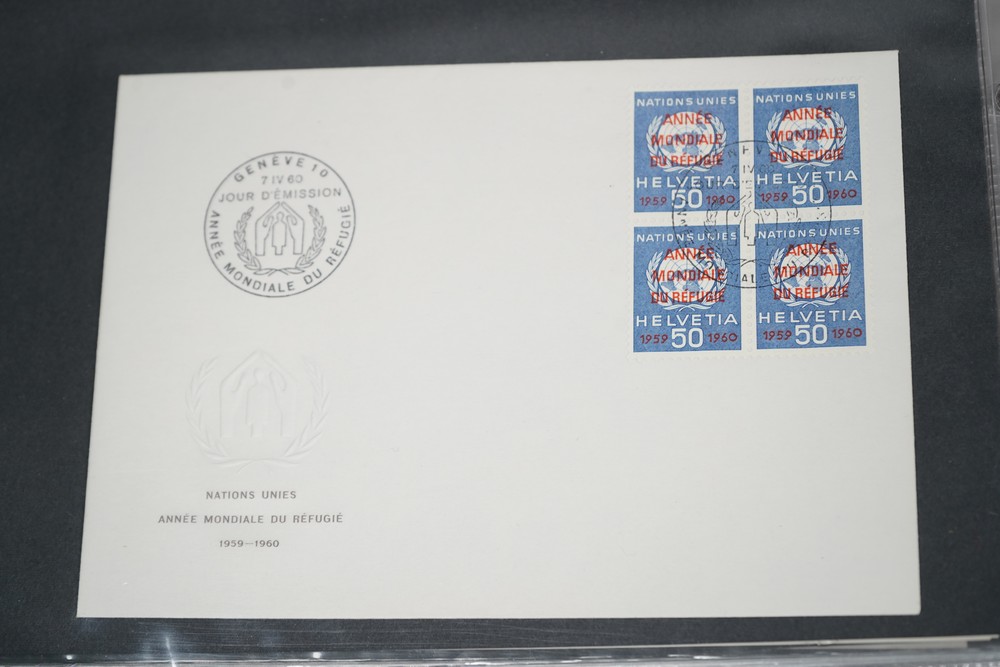 GENÈVE 10
7 IV 60
JOUR D'ÉMISSION
ANNÉE MONDIALE DU RÉFUGIÉ
NATIONS UNIES
ANNÉE
MONDIALE
DU RÉFUGIÉ
HELVETIA
1959 50 1960
NATIONS UNIES
ANNÉE
MONDIALE
DU RÉFUGIÉ
HELVETIA
1959 50 1960
NATIONS UNIES
ANNÉE
MONDIALE
DU RÉFUGIÉ
HELVETIA
1959 50 1960
NATIONS UNIES
ANNÉE
MONDIALE
DU RÉFUGIÉ
HELVETIA
1959 50 1960
NATIONS UNIES
ANNÉE MONDIALE DU RÉFUGIÉ
1959–1960